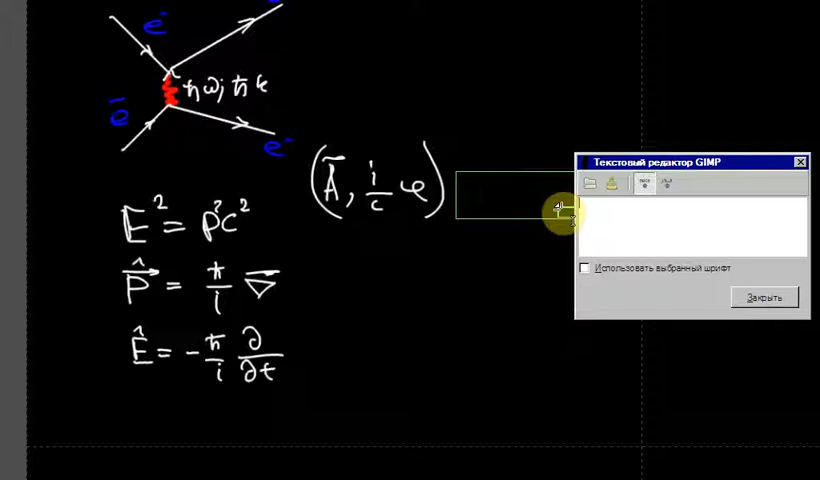 e⁻
ħω; ħk
ē
e⁻
(Ā, i/c φ)
Текстовый редактор GIMP
E² = p²c²
Использовать выбранный шрифт
P̂⃗ = ħ/i ∇̄
Закрыть
Ê = - ħ/i ∂/∂t